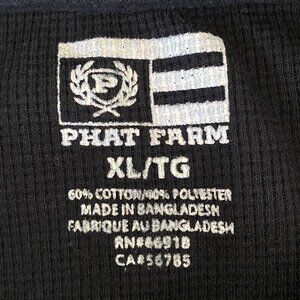 P
PHAT FARM
XL/TG
60% COTTON/40% POLYESTER
MADE IN BANGLADESH
FABRIQUE AU BANGLADESH
RN#66918
CA#56785